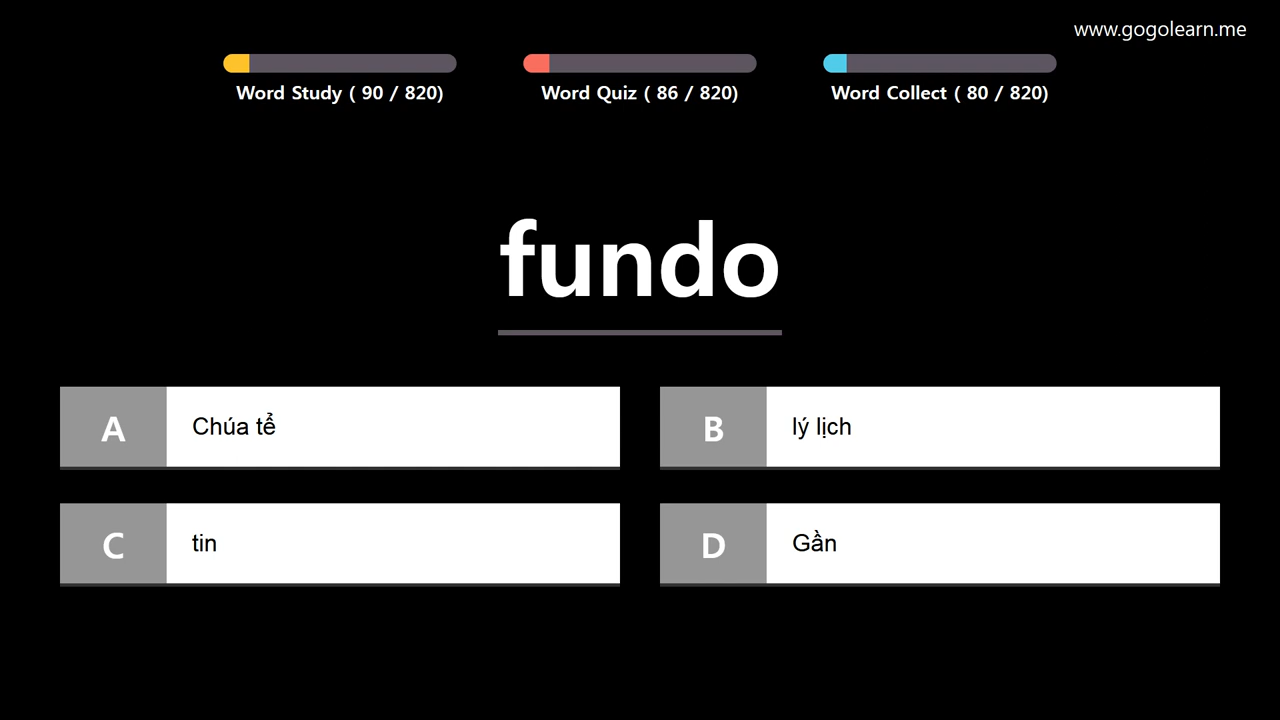 www.gogolearn.me
Word Study ( 90 / 820)
Word Quiz ( 86 / 820)
Word Collect ( 80 / 820)
fundo
A Chúa tể
B lý lịch
C tin
D Gần